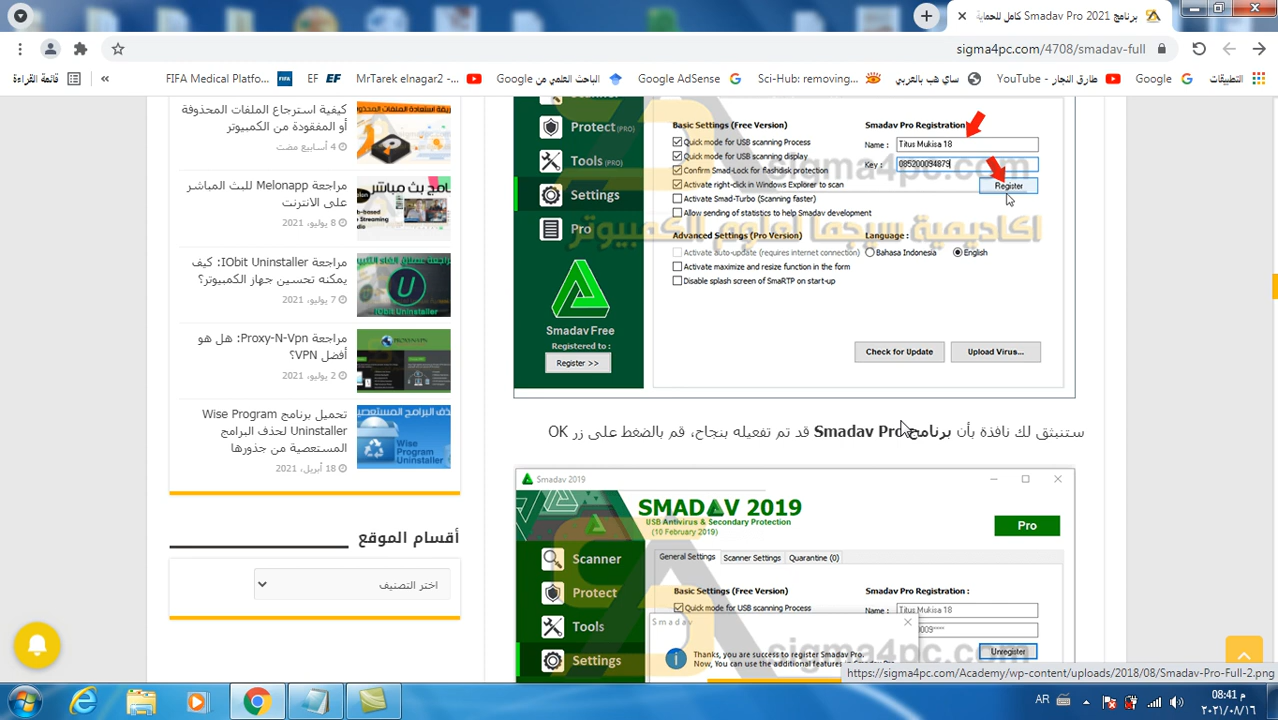 برنامج Smadav Pro 2021 كامل للحماية
sigma4pc.com/4708/smadav-full
التطبيقات
Google
طارق النجار - YouTube
ساي هب بالعربي
Sci-Hub: removing...
Google AdSense
الباحث العلمي من Google
MrTarek elnagar2 -...
EF
FIFA Medical Platfo...
»
قائمة القراءة
Protect (PRO)
Tools (PRO)
Settings
Pro
Smadav Free
Registered to:
Register >>
Basic Settings (Free Version)
Quick mode for USB scanning Process
Quick mode for USB scanning display
Confirm Smad-Lock for flashdisk protection
Activate right-click in Windows Explorer to scan
Activate Smad-Turbo (Scanning faster)
Allow sending of statistics to help Smadav development
Advanced Settings (Pro Version)
Activate auto-update (requires internet connection)
Activate maximize and resize function in the form
Disable splash screen of SmaRTP on start-up
Smadav Pro Registration
Name : Titus Mukisa 18
Key : 085200094879
Register
Language :
Bahasa Indonesia
English
Check for Update
Upload Virus...
sigma4pc.com
ستنبثق لك نافذة بأن برنامج Smadav Pro قد تم تفعيله بنجاح، قم بالضغط على زر OK
Smadav 2019
SMADAV 2019
USB Antivirus & Secondary Protection
(10 February 2019)
Pro
Scanner
Protect
Tools
Settings
General Settings
Scanner Settings
Quarantine (0)
Basic Settings (Free Version)
Quick mode for USB scanning Process
Smadav Pro Registration :
Name : Titus Mukisa 18
0009****
Unregister
Smadav
Thanks, you are success to register Smadav Pro.
Now, You can use the additional features in Smadav Pro.
sigma4pc.com
كيفية استرجاع الملفات المحذوفة
أو المفقودة من الكمبيوتر
4 أسابيع مضت
مراجعة Melonapp للبث المباشر
على الانترنت
8 يوليو، 2021
مراجعة IObit Uninstaller: كيف
يمكنه تحسين جهاز الكمبيوتر؟
7 يوليو، 2021
IObit Uninstaller
مراجعة Proxy-N-Vpn: هل هو
أفضل VPN؟
2 يوليو، 2021
تحميل برنامج Wise Program
Uninstaller لحذف البرامج
المستعصية من جذورها
18 أبريل، 2021
Wise
Program
Uninstaller
أقسام الموقع
اختر التصنيف
https://sigma4pc.com/Academy/wp-content/uploads/2018/08/Smadav-Pro-Full-2.png
AR
08:41 م
٢٠٢١/٠٨/١٦